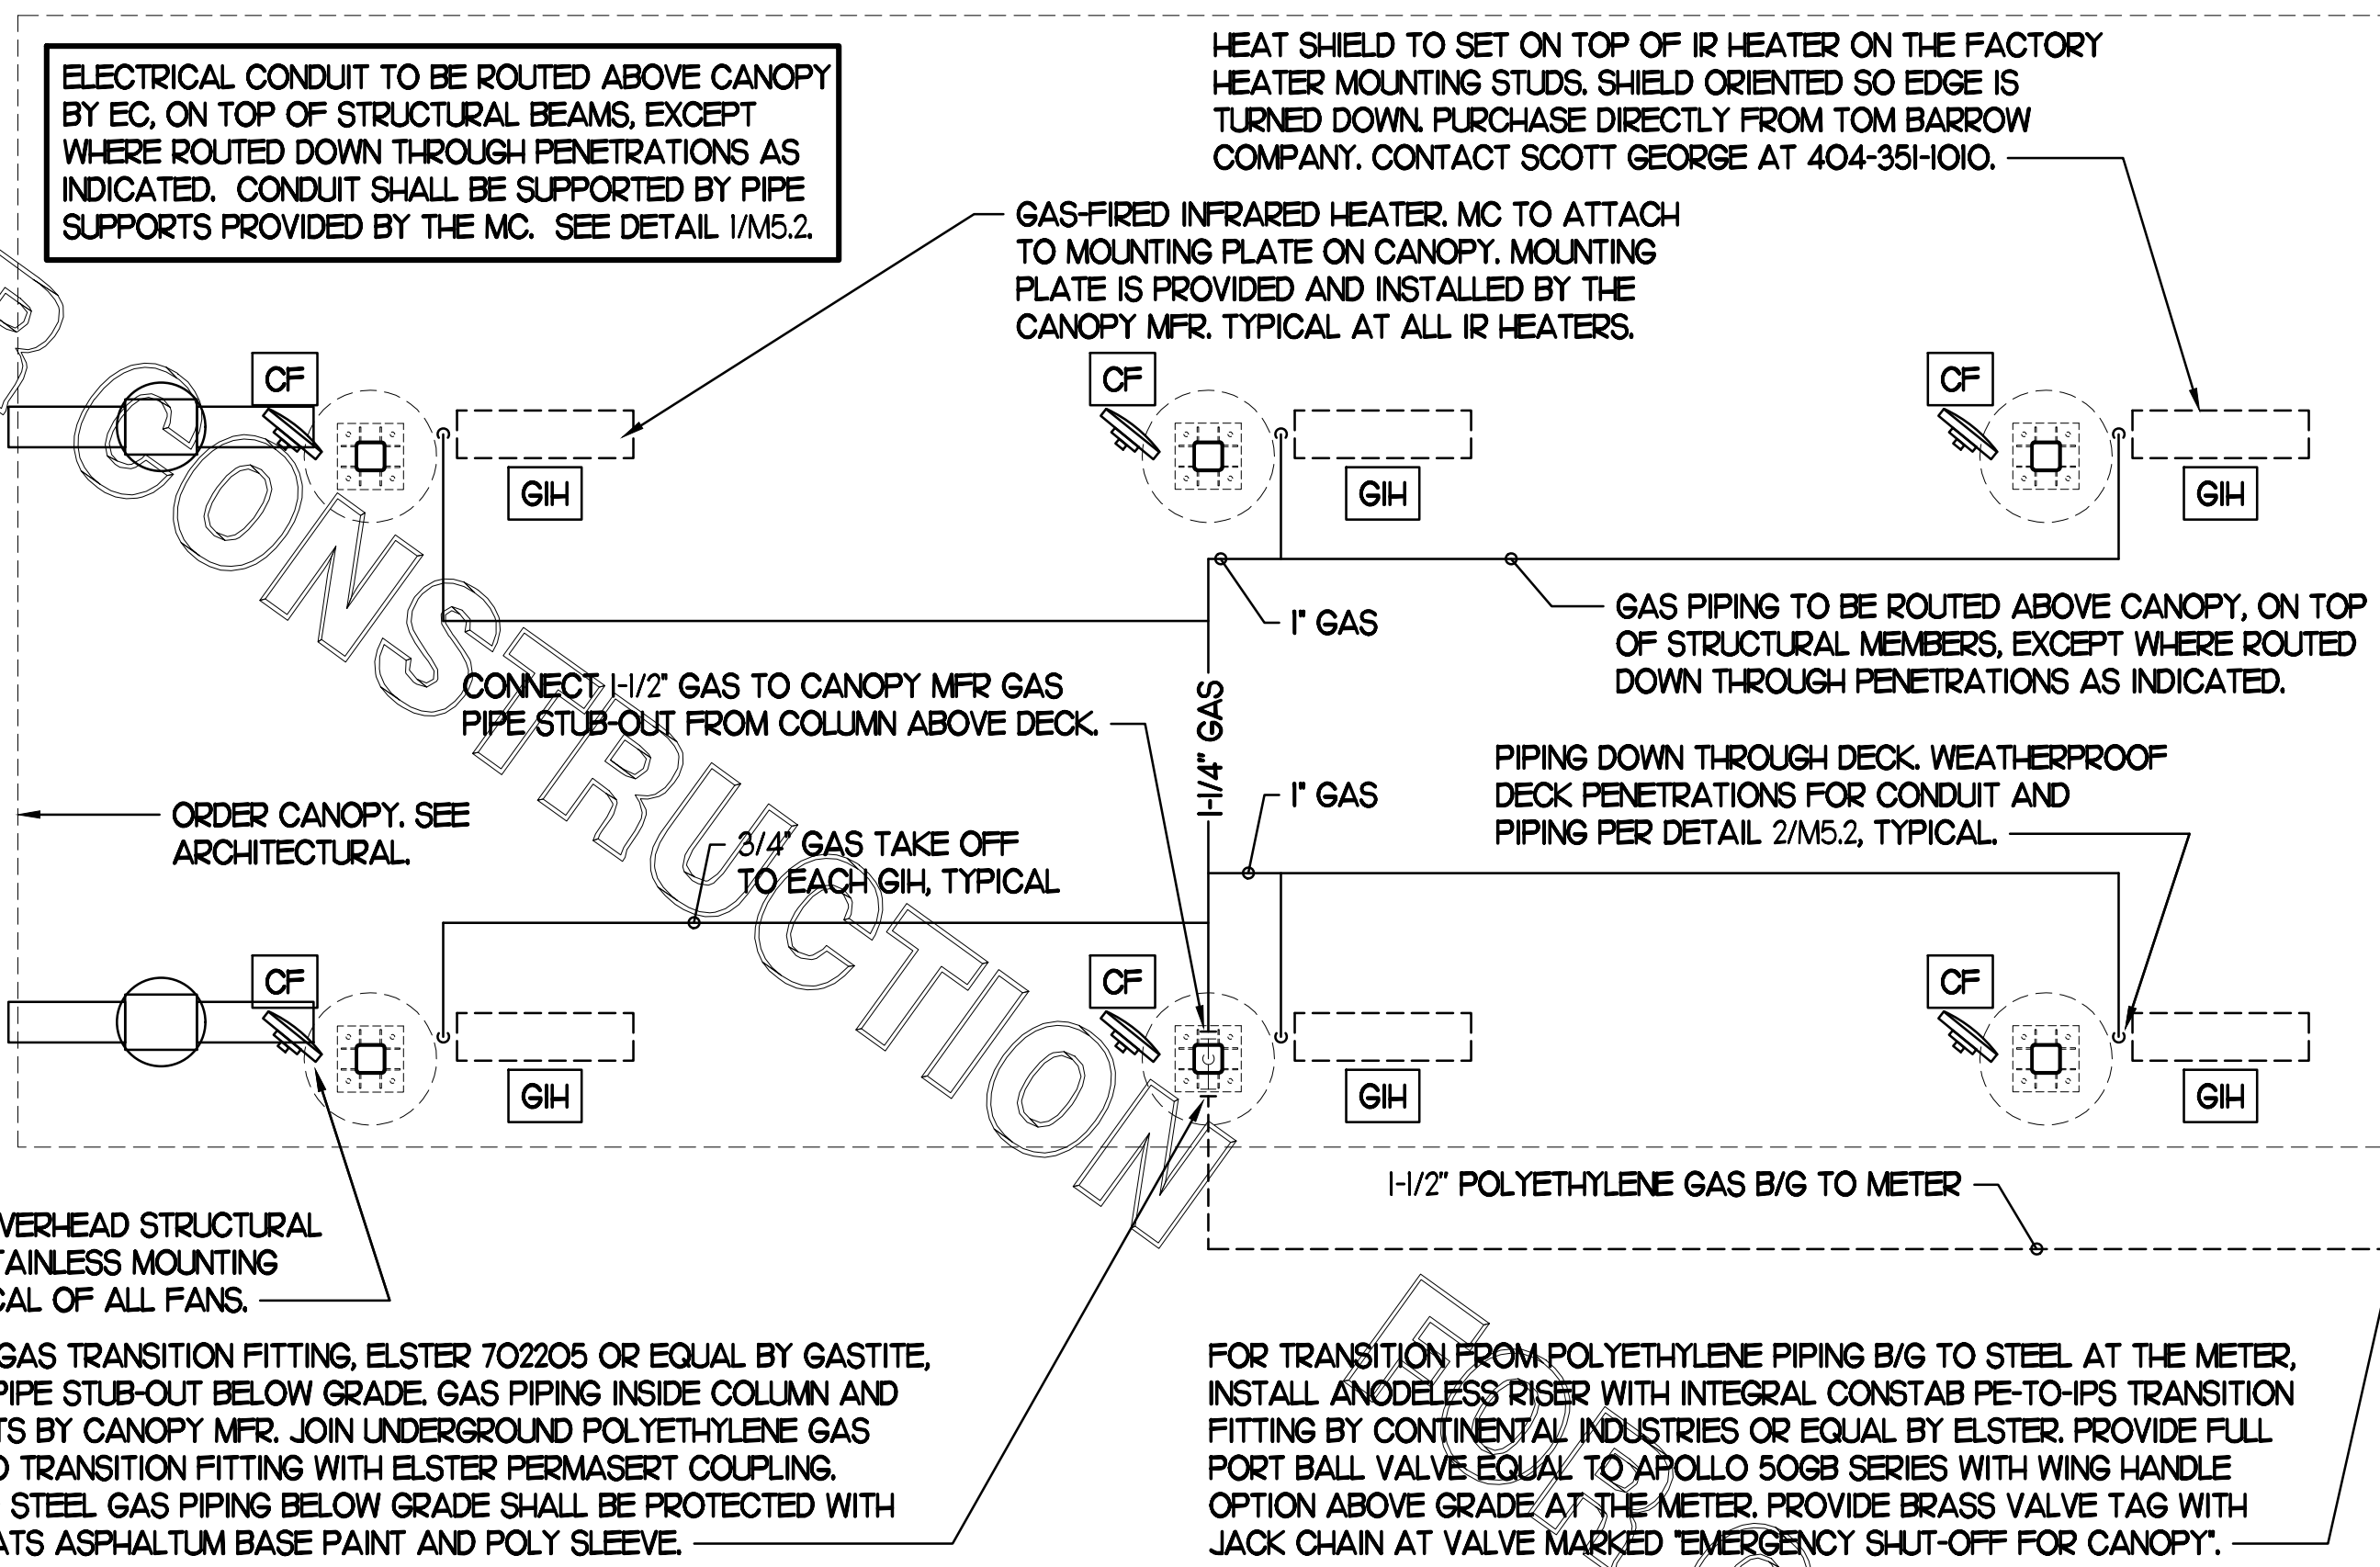 ELECTRICAL CONDUIT TO BE ROUTED ABOVE CANOPY
BY EC, ON TOP OF STRUCTURAL BEAMS, EXCEPT
WHERE ROUTED DOWN THROUGH PENETRATIONS AS
INDICATED. CONDUIT SHALL BE SUPPORTED BY PIPE
SUPPORTS PROVIDED BY THE MC. SEE DETAIL 1/M5.2.
HEAT SHIELD TO SET ON TOP OF IR HEATER ON THE FACTORY
HEATER MOUNTING STUDS. SHIELD ORIENTED SO EDGE IS
TURNED DOWN. PURCHASE DIRECTLY FROM TOM BARROW
COMPANY. CONTACT SCOTT GEORGE AT 404-351-1010.
GAS-FIRED INFRARED HEATER. MC TO ATTACH
TO MOUNTING PLATE ON CANOPY. MOUNTING
PLATE IS PROVIDED AND INSTALLED BY THE
CANOPY MFR. TYPICAL AT ALL IR HEATERS.
CF
CF
CF
GIH
GIH
GIH
1" GAS
GAS PIPING TO BE ROUTED ABOVE CANOPY, ON TOP
OF STRUCTURAL MEMBERS, EXCEPT WHERE ROUTED
DOWN THROUGH PENETRATIONS AS INDICATED.
CONNECT 1-1/2" GAS TO CANOPY MFR GAS
PIPE STUB-OUT FROM COLUMN ABOVE DECK.
1-1/4" GAS
1" GAS
PIPING DOWN THROUGH DECK. WEATHERPROOF
DECK PENETRATIONS FOR CONDUIT AND
PIPING PER DETAIL 2/M5.2, TYPICAL.
ORDER CANOPY. SEE
ARCHITECTURAL.
3/4" GAS TAKE OFF
TO EACH GIH, TYPICAL
CF
CF
CF
GIH
GIH
GIH
1-1/2" POLYETHYLENE GAS B/G TO METER
VERHEAD STRUCTURAL
TAINLESS MOUNTING
CAL OF ALL FANS.
GAS TRANSITION FITTING, ELSTER 702205 OR EQUAL BY GASTITE,
PIPE STUB-OUT BELOW GRADE. GAS PIPING INSIDE COLUMN AND
TS BY CANOPY MFR. JOIN UNDERGROUND POLYETHYLENE GAS
O TRANSITION FITTING WITH ELSTER PERMASERT COUPLING.
STEEL GAS PIPING BELOW GRADE SHALL BE PROTECTED WITH
ATS ASPHALTUM BASE PAINT AND POLY SLEEVE.
FOR TRANSITION FROM POLYETHYLENE PIPING B/G TO STEEL AT THE METER,
INSTALL ANODELESS RISER WITH INTEGRAL CONSTAB PE-TO-IPS TRANSITION
FITTING BY CONTINENTAL INDUSTRIES OR EQUAL BY ELSTER. PROVIDE FULL
PORT BALL VALVE EQUAL TO APOLLO 50GB SERIES WITH WING HANDLE
OPTION ABOVE GRADE AT THE METER. PROVIDE BRASS VALVE TAG WITH
JACK CHAIN AT VALVE MARKED "EMERGENCY SHUT-OFF FOR CANOPY".
R CONSTRUCTION
FOR